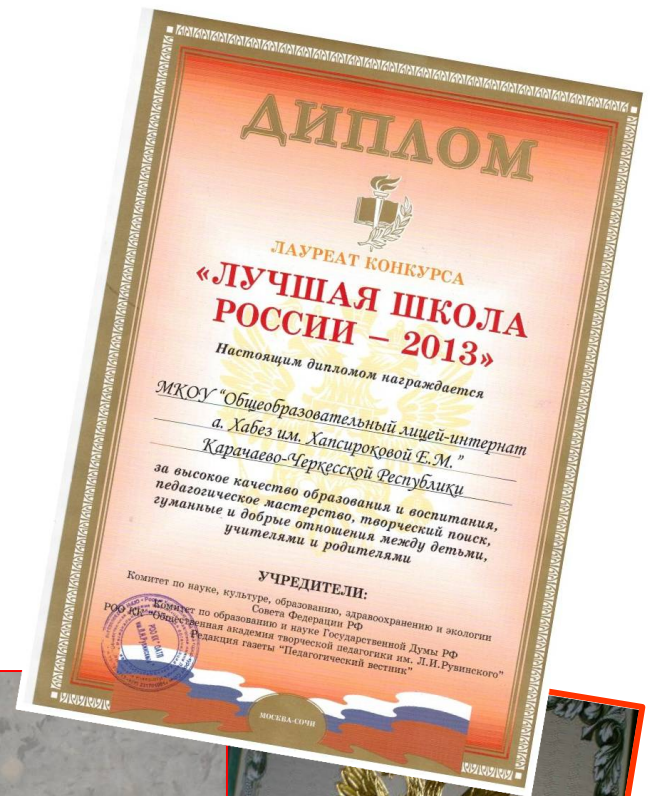 ДИПЛОМ
ЛАУРЕАТ КОНКУРСА
«ЛУЧШАЯ ШКОЛА
РОССИИ – 2013»
Настоящим дипломом награждается
МКОУ "Общеобразовательный лицей-интернат
а. Хабез им. Хапсироковой Е.М."
Карачаево-Черкесской Республики
за высокое качество образования и воспитания,
педагогическое мастерство, творческий поиск,
гуманные и добрые отношения между детьми,
учителями и родителями
УЧРЕДИТЕЛИ:
Комитет по науке, культуре, образованию, здравоохранению и экологии
Совета Федерации РФ
Комитет по образованию и науке Государственной Думы РФ
РОО КК "Общественная академия творческой педагогики им. Л.И.Рувинского"
Редакция газеты "Педагогический вестник"
МОСКВА-СОЧИ